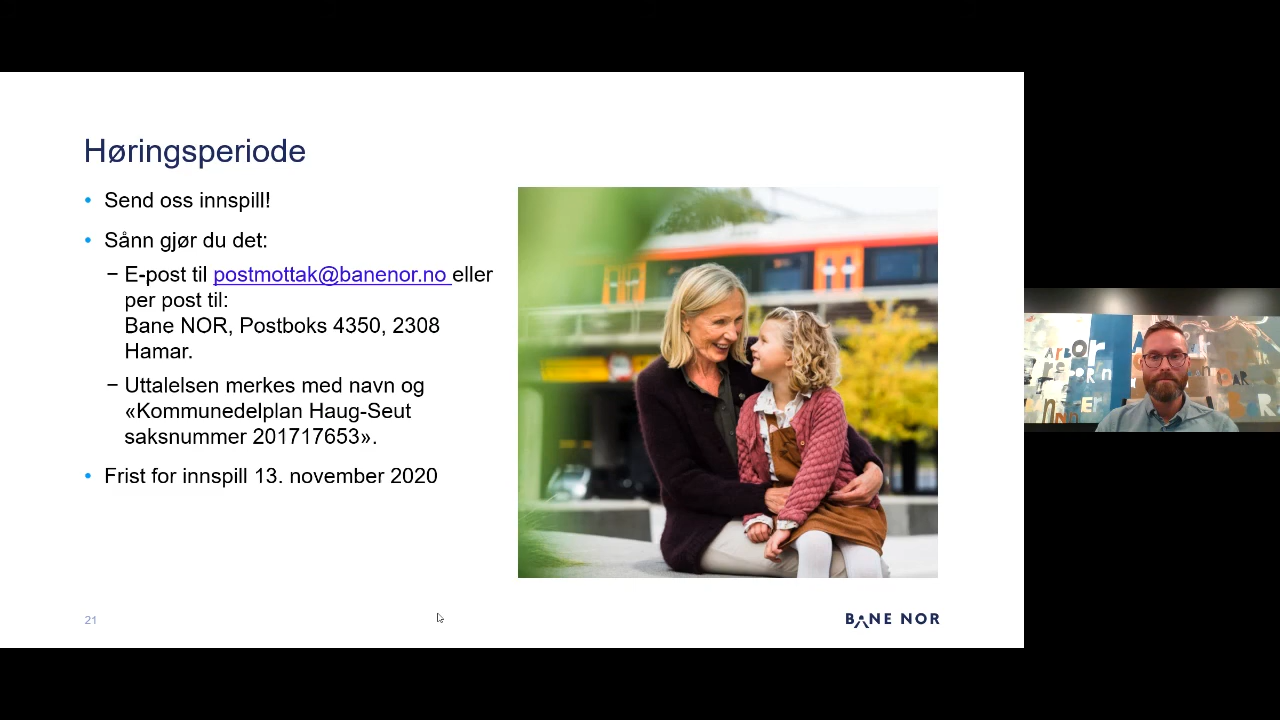 Høringsperiode
• Send oss innspill!
• Sånn gjør du det:
− E-post til postmottak@banenor.no eller
per post til:
Bane NOR, Postboks 4350, 2308
Hamar.
− Uttalelsen merkes med navn og
«Kommunedelplan Haug-Seut
saksnummer 201717653».
• Frist for innspill 13. november 2020
21
BANE NOR
ARBOR